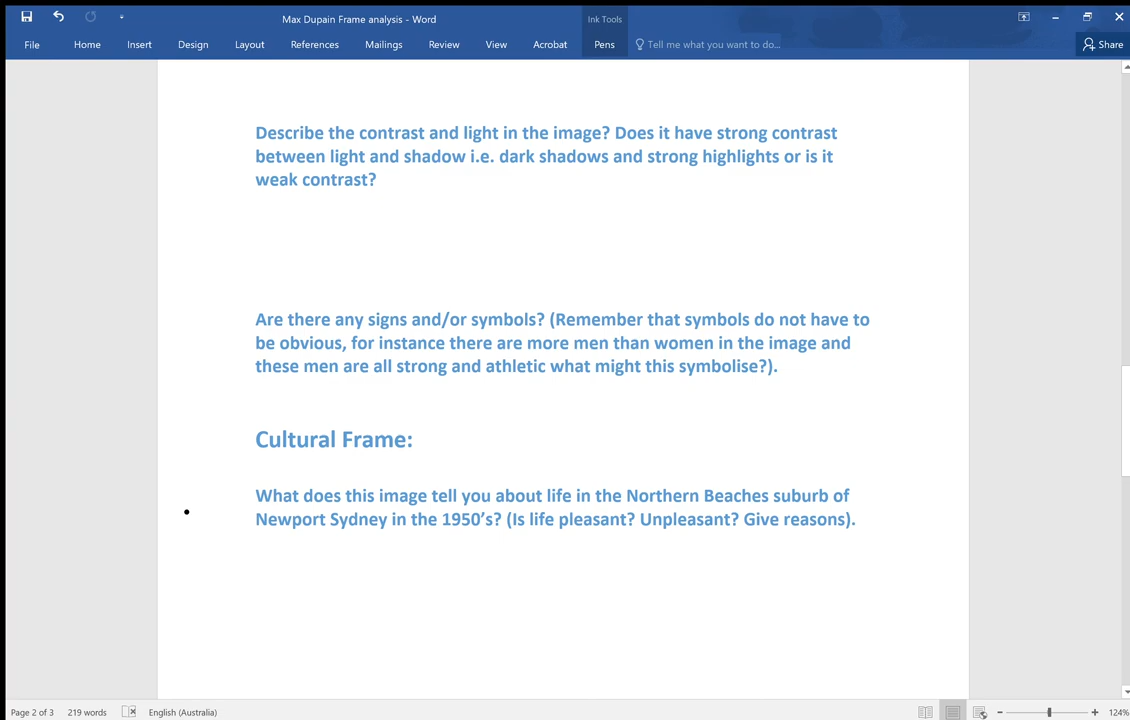 Max Dupain Frame analysis - Word
Ink Tools
File Home Insert Design Layout References Mailings Review View Acrobat Pens Tell me what you want to do... Share
Describe the contrast and light in the image? Does it have strong contrast
between light and shadow i.e. dark shadows and strong highlights or is it
weak contrast?
Are there any signs and/or symbols? (Remember that symbols do not have to
be obvious, for instance there are more men than women in the image and
these men are all strong and athletic what might this symbolise?).
Cultural Frame:
What does this image tell you about life in the Northern Beaches suburb of
Newport Sydney in the 1950’s? (Is life pleasant? Unpleasant? Give reasons).
Page 2 of 3 219 words English (Australia) 124%